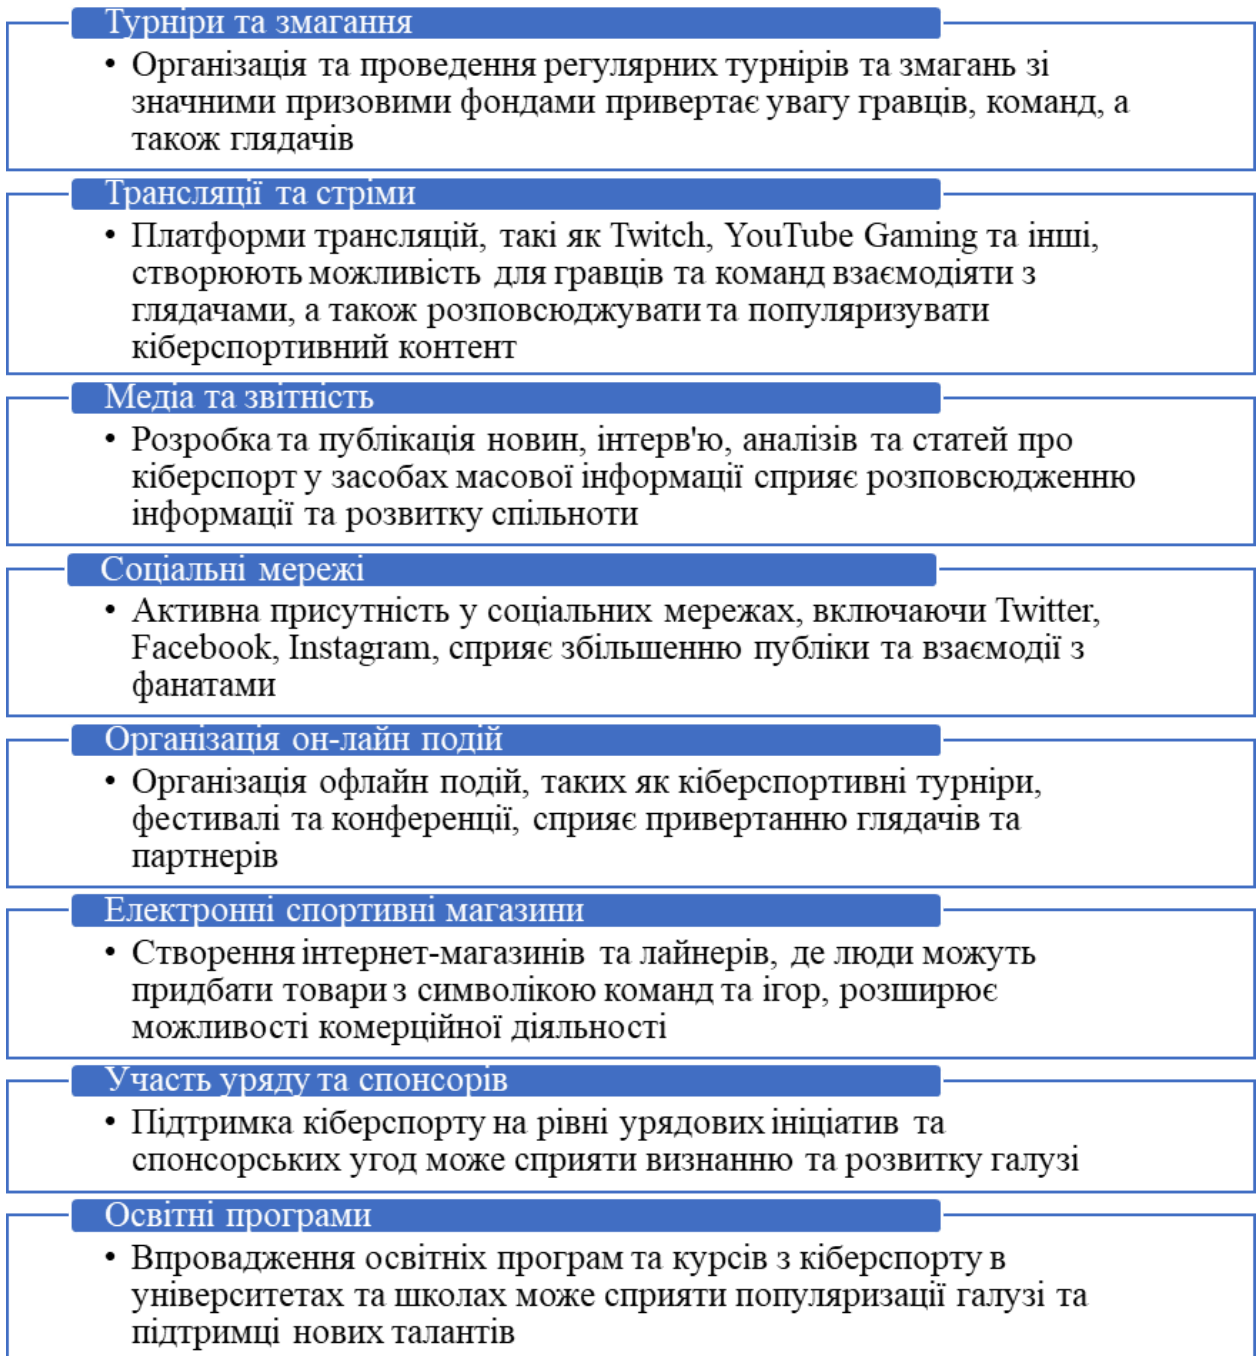 Турніри та змагання
• Організація та проведення регулярних турнірів та змагань зі
значними призовими фондами привертає увагу гравців, команд, а
також глядачів
Трансляції та стріми
• Платформи трансляцій, такі як Twitch, YouTube Gaming та інші,
створюють можливість для гравців та команд взаємодіяти з
глядачами, а також розповсюджувати та популяризувати
кіберспортивний контент
Медіа та звітність
• Розробка та публікація новин, інтерв'ю, аналізів та статей про
кіберспорт у засобах масової інформації сприяє розповсюдженню
інформації та розвитку спільноти
Соціальні мережі
• Активна присутність у соціальних мережах, включаючи Twitter,
Facebook, Instagram, сприяє збільшенню публіки та взаємодії з
фанатами
Організація он-лайн подій
• Організація офлайн подій, таких як кіберспортивні турніри,
фестивалі та конференції, сприяє привертанню глядачів та
партнерів
Електронні спортивні магазини
• Створення інтернет-магазинів та лайнерів, де люди можуть
придбати товари з символікою команд та ігор, розширює
можливості комерційної діяльності
Участь уряду та спонсорів
• Підтримка кіберспорту на рівні урядових ініціатив та
спонсорських угод може сприяти визнанню та розвитку галузі
Освітні програми
• Впровадження освітніх програм та курсів з кіберспорту в
університетах та школах може сприяти популяризації галузі та
підтримці нових талантів